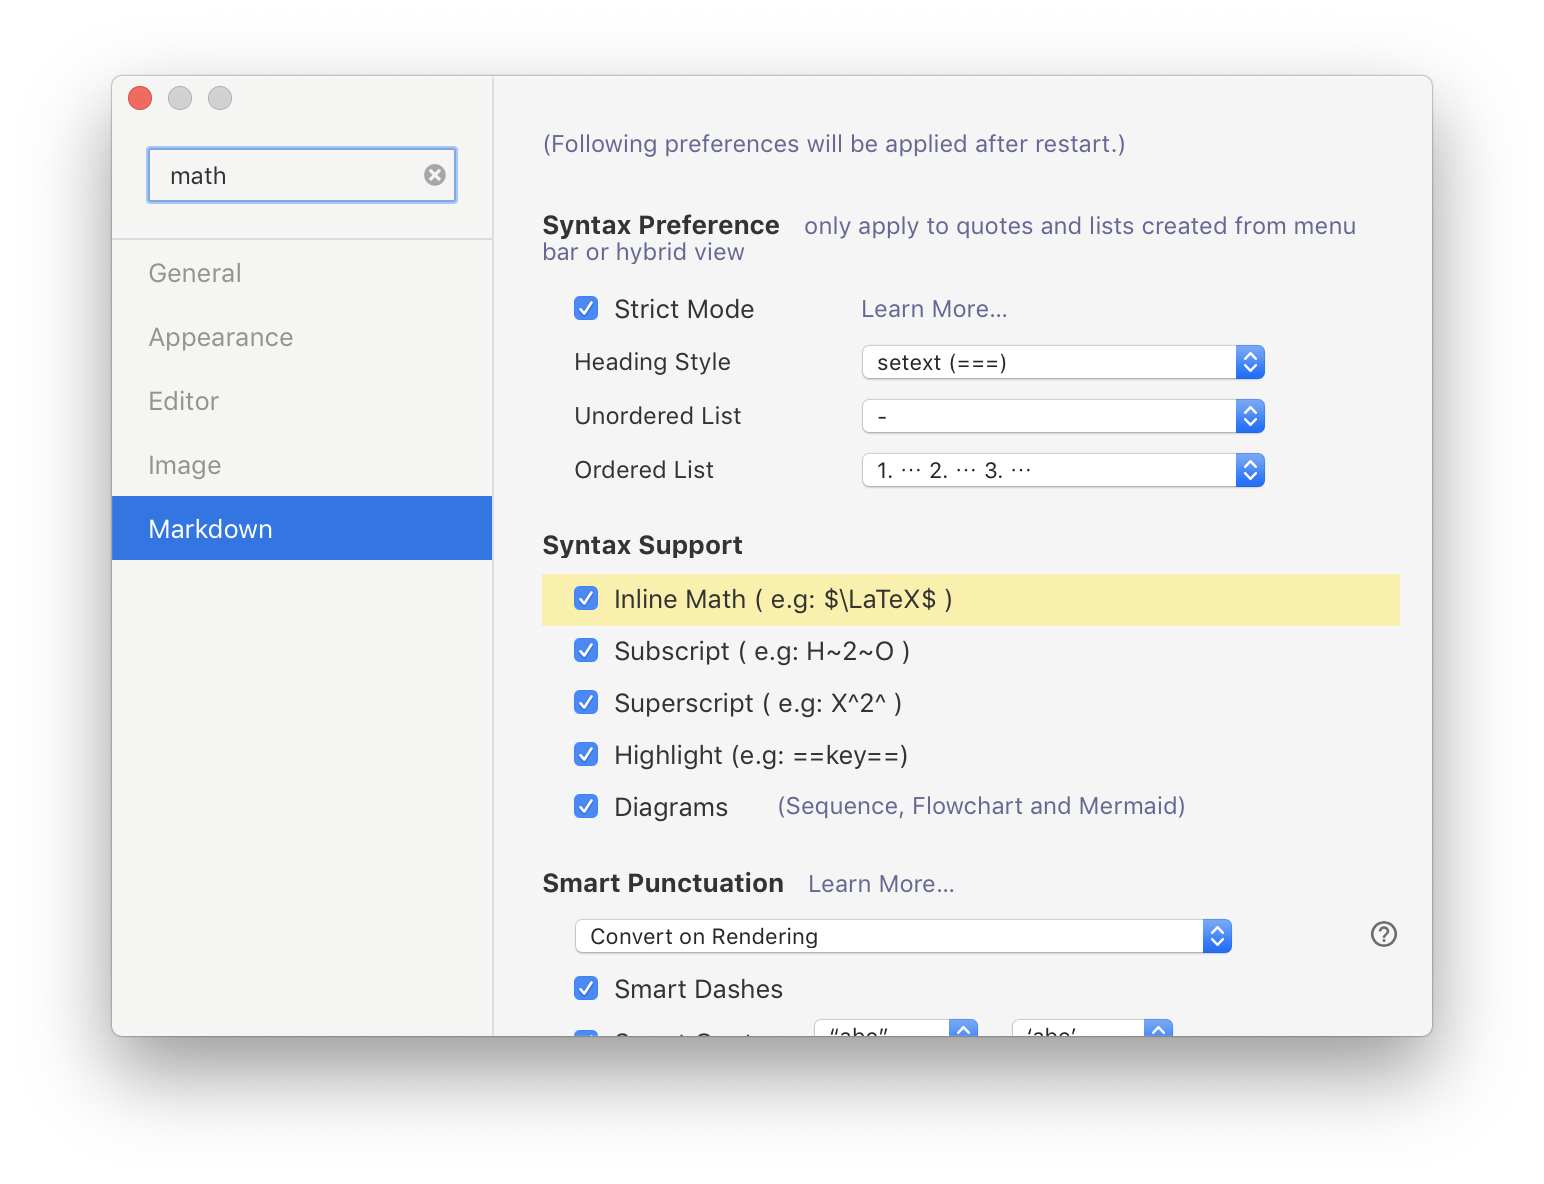 math
General
Appearance
Editor
Image
Markdown
(Following preferences will be applied after restart.)
Syntax Preference only apply to quotes and lists created from menu
bar or hybrid view
Strict Mode Learn More...
Heading Style setext (===)
Unordered List -
Ordered List 1. ··· 2. ··· 3. ···
Syntax Support
Inline Math ( e.g: $\LaTeX$ )
Subscript ( e.g: H~2~O )
Superscript ( e.g: X^2^ )
Highlight (e.g: ==key==)
Diagrams (Sequence, Flowchart and Mermaid)
Smart Punctuation Learn More...
Convert on Rendering
Smart Dashes
“abc” ‘abc’